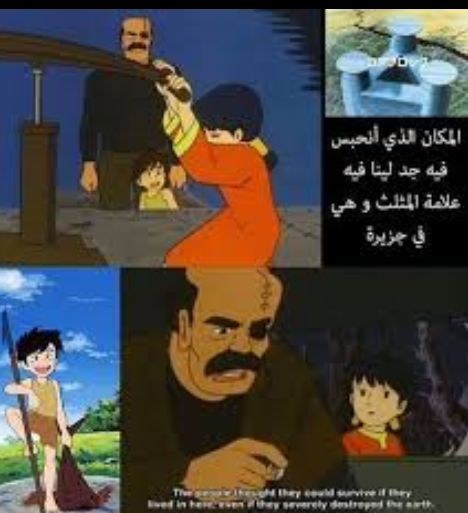 المكان الذي أنحبس
فيه جد لينا فيه
علامة المثلث و هي
في جزيرة
The people thought they could survive if they
lived in here, even if they severely destroyed the earth.